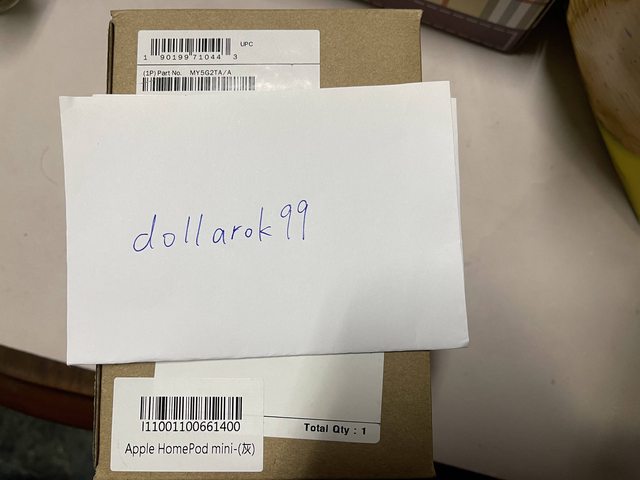 UPC
1 90199 71044 3
(1P) Part No. MY5G2TA/A
dollarok99
Total Qty : 1
I11001100661400
Apple HomePod mini-(灰)